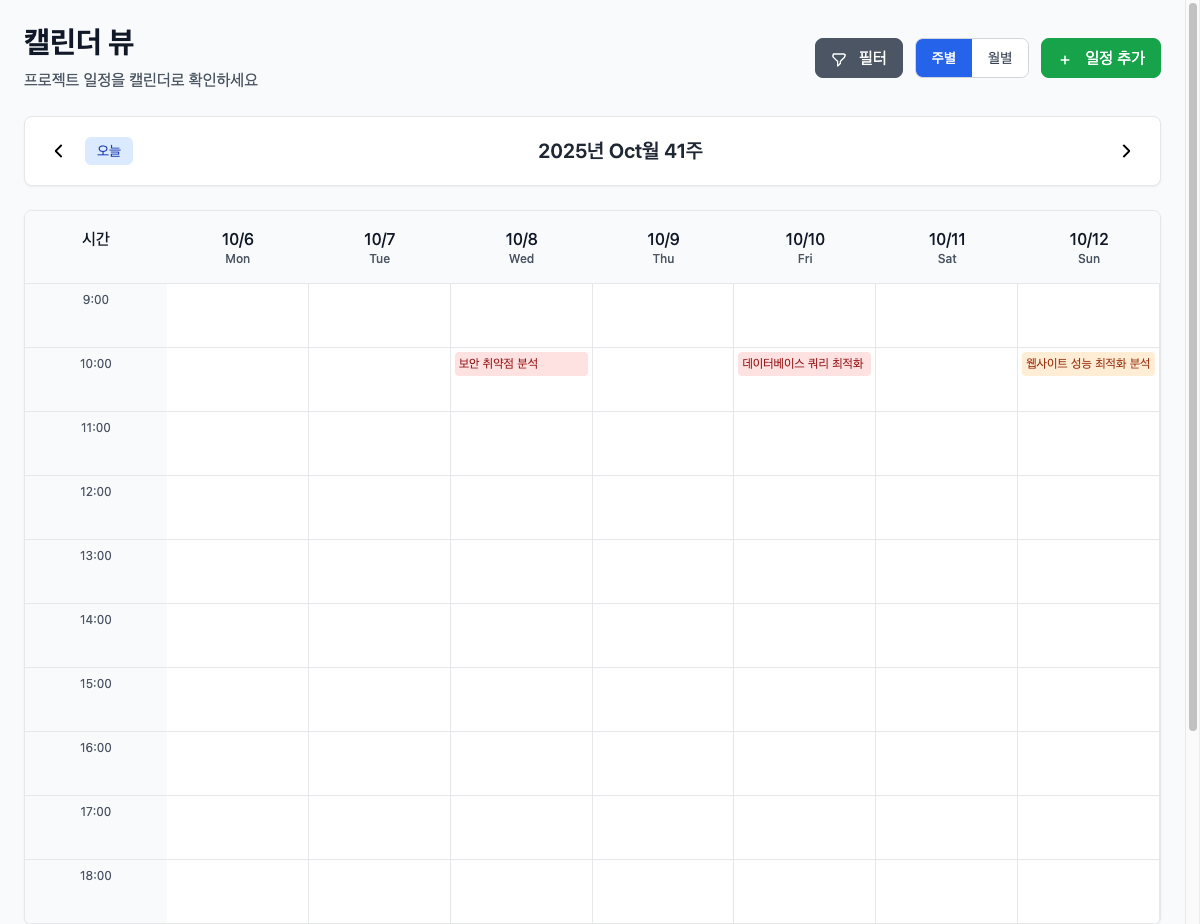 캘린더 뷰
프로젝트 일정을 캘린더로 확인하세요
필터
주별
월별
+ 일정 추가
오늘
2025년 Oct월 41주
시간 10/6 10/7 10/8 10/9 10/10 10/11 10/12
Mon Tue Wed Thu Fri Sat Sun
9:00
10:00 보안 취약점 분석 데이터베이스 쿼리 최적화 웹사이트 성능 최적화 분석
11:00
12:00
13:00
14:00
15:00
16:00
17:00
18:00